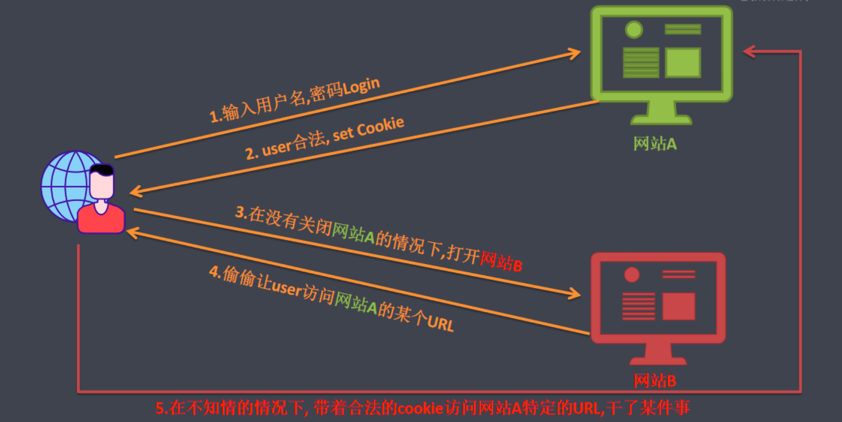 1.输入用户名,密码Login
2. user合法, set Cookie
网站A
3.在没有关闭网站A的情况下,打开网站B
4.偷偷让user访问网站A的某个URL
网站B
5.在不知情的情况下, 带着合法的cookie访问网站A特定的URL,干了某件事